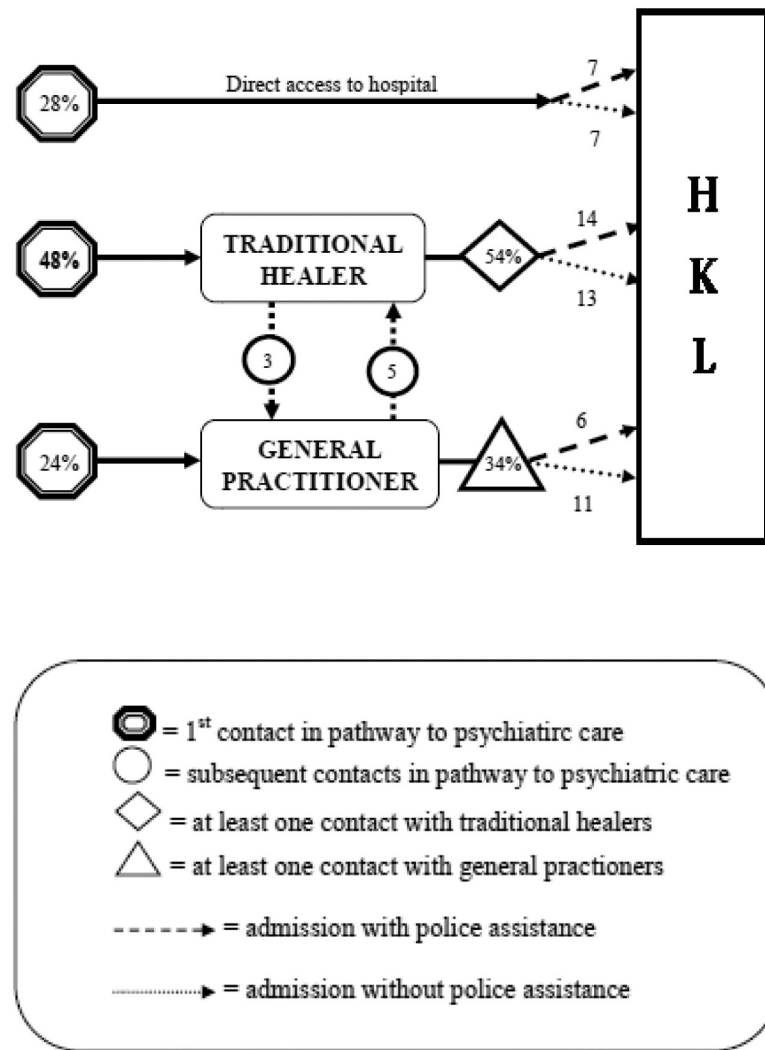 7
Direct access to hospital
28%
7
H
14
TRADITIONAL
HEALER
48%
54%
K
13
3
5
L
6
GENERAL
PRACTITIONER
24%
34%
11
= 1st contact in pathway to psychiatirc care
= subsequent contacts in pathway to psychiatric care
= at least one contact with traditional healers
= at least one contact with general practioners
= admission with police assistance
= admission without police assistance